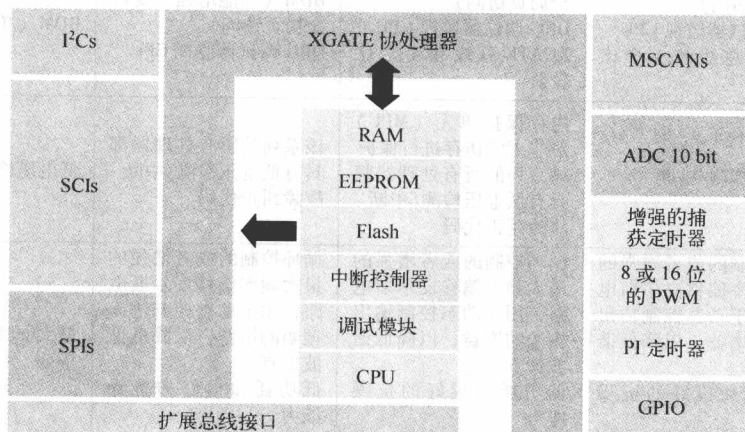 I²Cs
XGATE 协处理器
MSCANs
RAM
ADC 10 bit
SCIs
EEPROM
增强的捕
获定时器
Flash
中断控制器
8 或 16 位
的 PWM
调试模块
SPIs
PI 定时器
CPU
GPIO
扩展总线接口